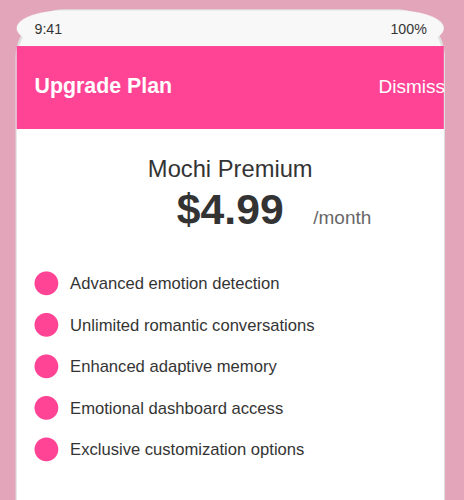 9:41 100%
Upgrade Plan Dismiss
Mochi Premium
$4.99 /month
Advanced emotion detection
Unlimited romantic conversations
Enhanced adaptive memory
Emotional dashboard access
Exclusive customization options